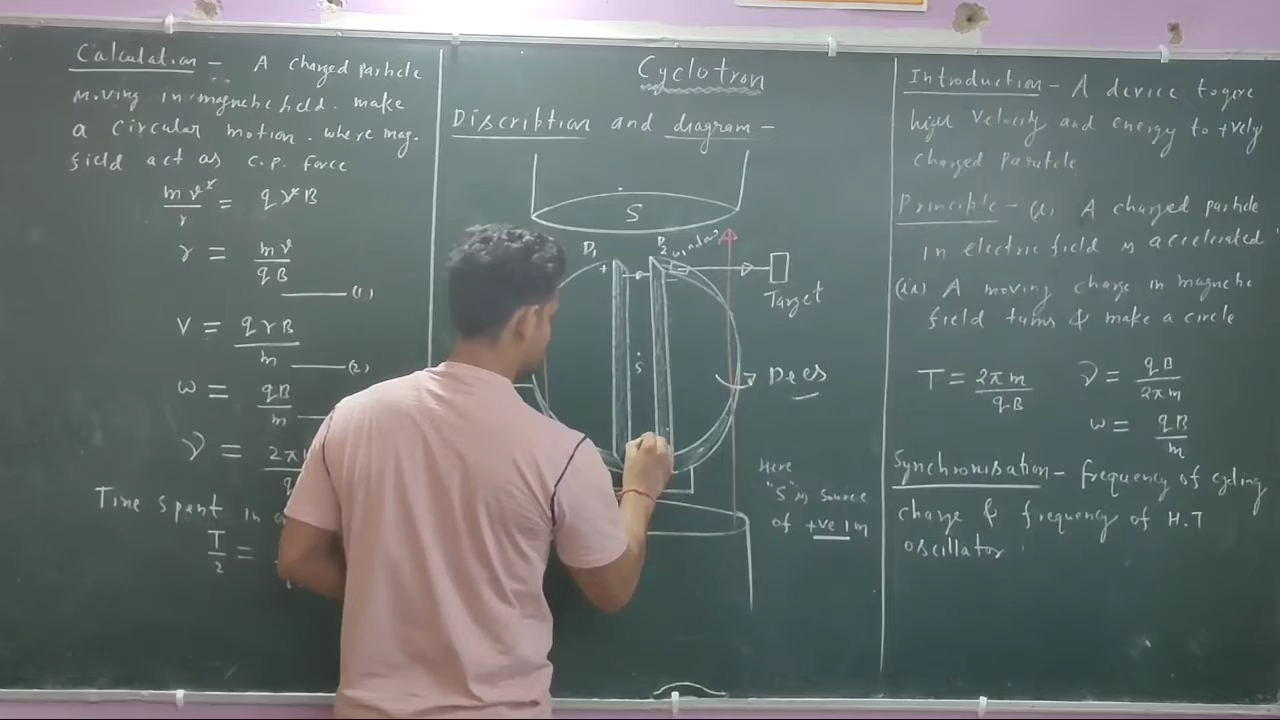 Calculation - A charged particle
moving in magnetic field. make
a circular motion. where mag.
field act as C.P. force
mv²/r = qvB
r = mv/qB
(1)
V = qrB/m
(2)
ω = qB/m
ν = 2π
Time spent in
T/2 =
Cyclotron
Discription and diagram -
S
D1
D2
window
+
Target
S
Dees
Here
"S" is source
of +ve
Introduction - A device to give
high velocity and energy to +vely
charged particle
Principle - (i) A charged particle
in electric field is accelerated
(ii) A moving charge in magnetic
field turns & make a circle
T = 2πm/qB
ν = qB/2πm
ω = qB/m
Synchronisation - frequency of cycling
charge & frequency of H.T
oscillator